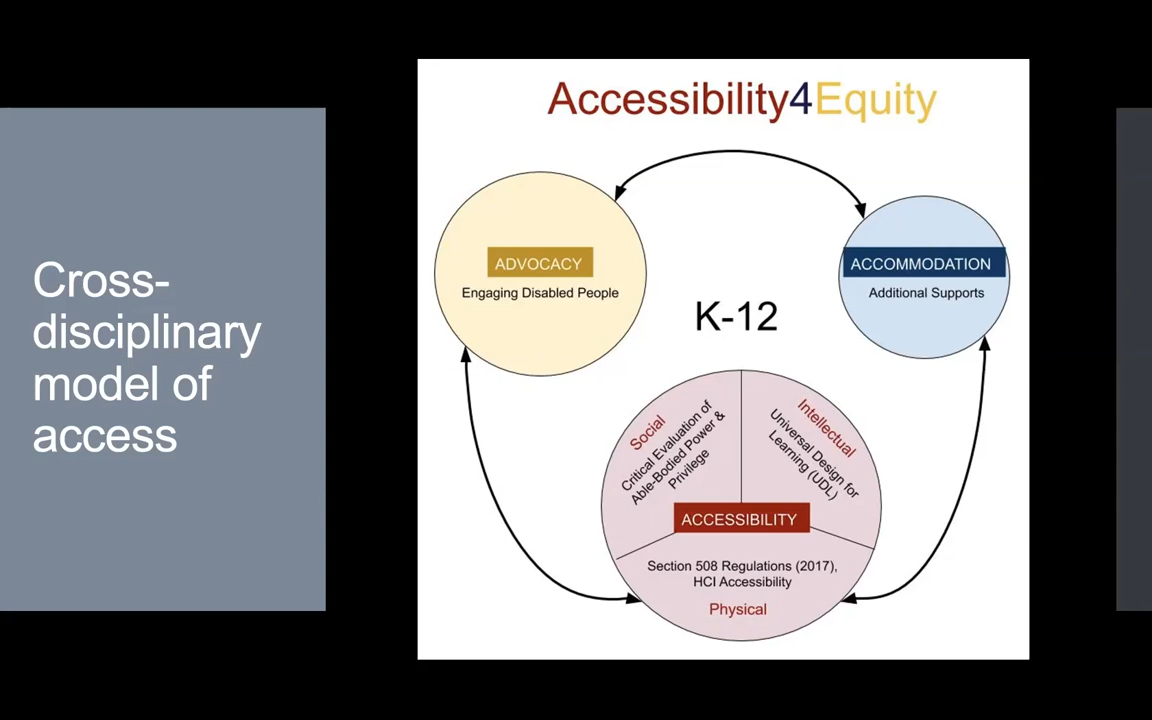 Cross-
disciplinary
model of
access
Accessibility4Equity
ADVOCACY
Engaging Disabled People
ACCOMMODATION
Additional Supports
K-12
Social
Critical Evaluation of
Able-Bodied Power &
Privilege
Intellectual
Universal Design for
Learning (UDL)
ACCESSIBILITY
Section 508 Regulations (2017),
HCI Accessibility
Physical